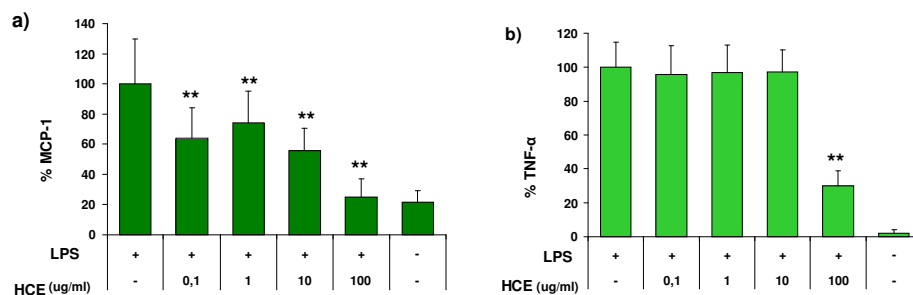 a)
% MCP-1
140
120
100
80
60
40
20
0
**
**
**
**
LPS + + + + + -
HCE (ug/ml) - 0,1 1 10 100 -
b)
% TNF-α
120
100
80
60
40
20
0
**
LPS + + + + + -
HCE (ug/ml) - 0,1 1 10 100 -